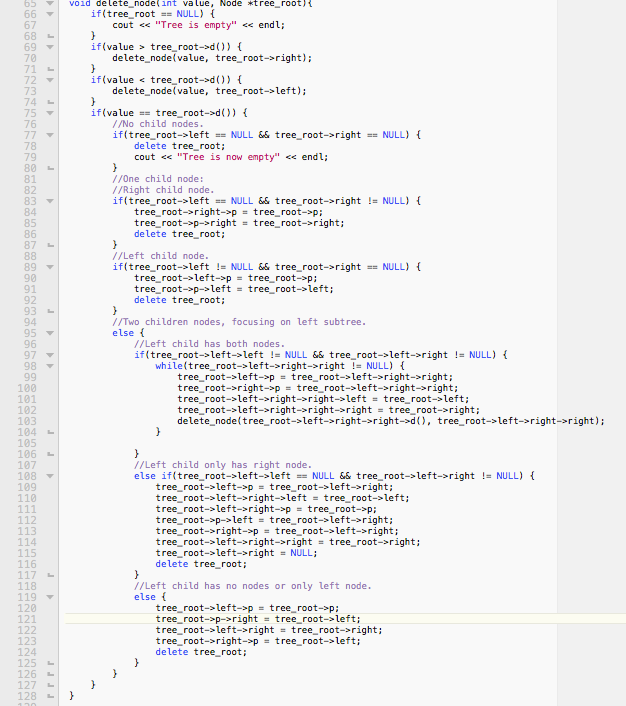 65 void delete_node(int value, Node *tree_root){
66 if(tree_root == NULL) {
67 cout << "Tree is empty" << endl;
68 }
69 if(value > tree_root->d()) {
70 delete_node(value, tree_root->right);
71 }
72 if(value < tree_root->d()) {
73 delete_node(value, tree_root->left);
74 }
75 if(value == tree_root->d()) {
76 //No child nodes.
77 if(tree_root->left == NULL && tree_root->right == NULL) {
78 delete tree_root;
79 cout << "Tree is now empty" << endl;
80 }
81 //One child node:
82 //Right child node.
83 if(tree_root->left == NULL && tree_root->right != NULL) {
84 tree_root->right->p = tree_root->p;
85 tree_root->p->right = tree_root->right;
86 delete tree_root;
87 }
88 //Left child node.
89 if(tree_root->left != NULL && tree_root->right == NULL) {
90 tree_root->left->p = tree_root->p;
91 tree_root->p->left = tree_root->left;
92 delete tree_root;
93 }
94 //Two children nodes, focusing on left subtree.
95 else {
96 //Left child has both nodes.
97 if(tree_root->left->left != NULL && tree_root->left->right != NULL) {
98 while(tree_root->left->right->right != NULL) {
99 tree_root->left->p = tree_root->left->right->right;
100 tree_root->right->p = tree_root->left->right->right;
101 tree_root->left->right->right->left = tree_root->left;
102 tree_root->left->right->right->right = tree_root->right;
103 delete_node(tree_root->left->right->right->d(), tree_root->left->right->right);
104 }
105
106 }
107 //Left child only has right node.
108 else if(tree_root->left->left == NULL && tree_root->left->right != NULL) {
109 tree_root->left->p = tree_root->left->right;
110 tree_root->left->right->left = tree_root->left;
111 tree_root->left->right->p = tree_root->p;
112 tree_root->p->left = tree_root->left->right;
113 tree_root->right->p = tree_root->left->right;
114 tree_root->left->right->right = tree_root->right;
115 tree_root->left->right = NULL;
116 delete tree_root;
117 }
118 //Left child has no nodes or only left node.
119 else {
120 tree_root->left->p = tree_root->p;
121 tree_root->p->right = tree_root->left;
122 tree_root->left->right = tree_root->right;
123 tree_root->right->p = tree_root->left;
124 delete tree_root;
125 }
126 }
127 }
128 }